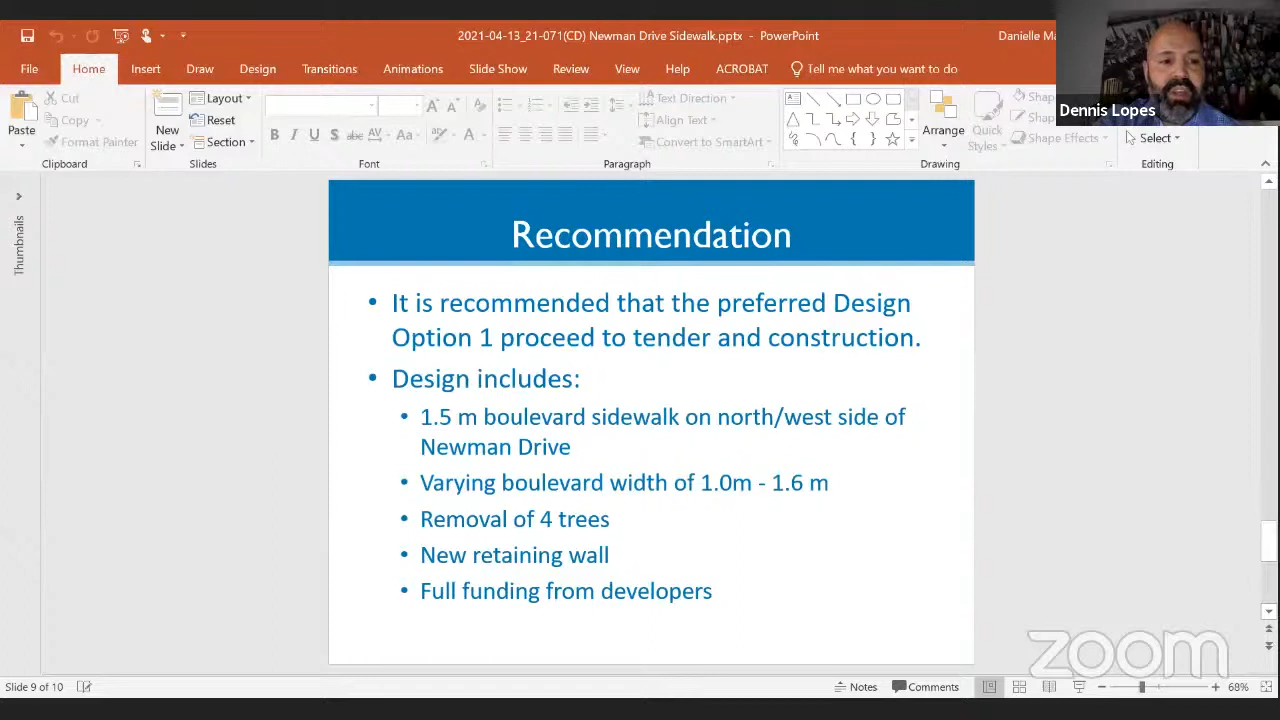 2021-04-13_21-071(CD) Newman Drive Sidewalk.pptx - PowerPoint
Danielle Ma
File Home Insert Draw Design Transitions Animations Slide Show Review View Help ACROBAT Tell me what you want to do
Dennis Lopes
Paste
Cut
Copy
Format Painter
Clipboard
New
Slide
Layout
Reset
Section
Slides
Font
Text Direction
Align Text
Convert to SmartArt
Paragraph
Arrange
Quick
Styles
Shap
Shap
Shape Effects
Drawing
Select
Editing
Thumbnails
Recommendation
• It is recommended that the preferred Design
Option 1 proceed to tender and construction.
• Design includes:
• 1.5 m boulevard sidewalk on north/west side of
Newman Drive
• Varying boulevard width of 1.0m - 1.6 m
• Removal of 4 trees
• New retaining wall
• Full funding from developers
zoom
Slide 9 of 10
Notes
Comments
68%